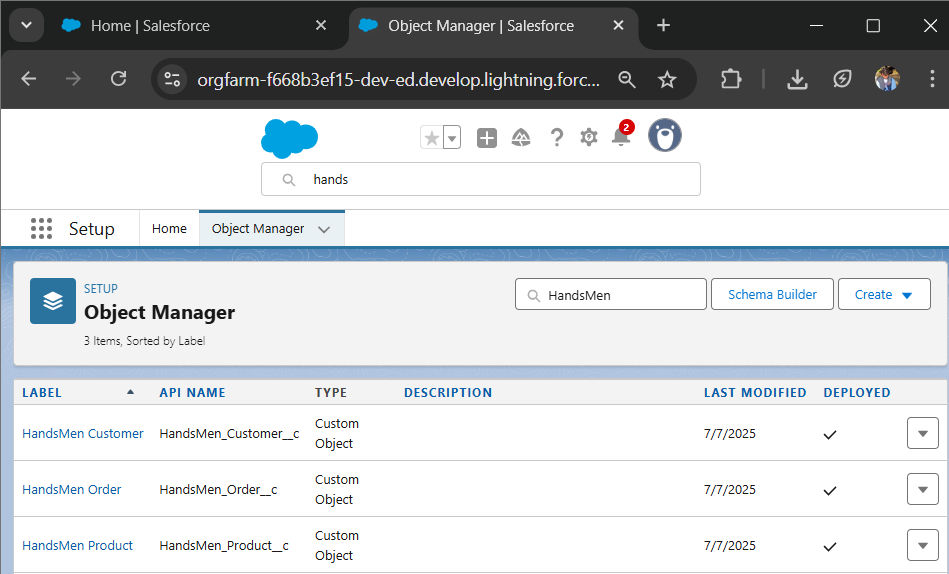 Home | Salesforce
Object Manager | Salesforce
orgfarm-f668b3ef15-dev-ed.develop.lightning.forc...
2
hands
Setup
Home
Object Manager
SETUP
Object Manager
3 Items, Sorted by Label
HandsMen
Schema Builder
Create
LABEL API NAME TYPE DESCRIPTION LAST MODIFIED DEPLOYED
HandsMen Customer HandsMen_Customer__c Custom Object 7/7/2025
HandsMen Order HandsMen_Order__c Custom Object 7/7/2025
HandsMen Product HandsMen_Product__c Custom Object 7/7/2025